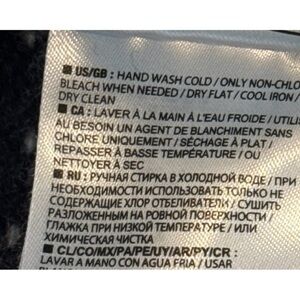 ■ US/GB : HAND WASH COLD / ONLY NON-CHLO
BLEACH WHEN NEEDED / DRY FLAT / COOL IRON /
DRY CLEAN
■ CA : LAVER À LA MAIN À L'EAU FROIDE / UTILIS
AU BESOIN UN AGENT DE BLANCHIMENT SANS
CHLORE UNIQUEMENT / SÉCHAGE À PLAT /
REPASSER À BASSE TEMPÉRATURE / OU
NETTOYER À SEC
■ RU : РУЧНАЯ СТИРКА В ХОЛОДНОЙ ВОДЕ / ПРИ
НЕОБХОДИМОСТИ ИСПОЛЬЗОВАТЬ ТОЛЬКО НЕ
СОДЕРЖАЩИЕ ХЛОР ОТБЕЛИВАТЕЛИ / СУШИТЬ
РАЗЛОЖЕННЫМ НА РОВНОЙ ПОВЕРХНОСТИ /
ГЛАЖКА ПРИ НИЗКОЙ ТЕМПЕРАТУРЕ / ИЛИ
ХИМИЧЕСКАЯ ЧИСТКА
■ CL/CO/MX/PA/PE/UY/AR/PY/CR :
LAVAR A MANO CON AGUA FRIA / USAR